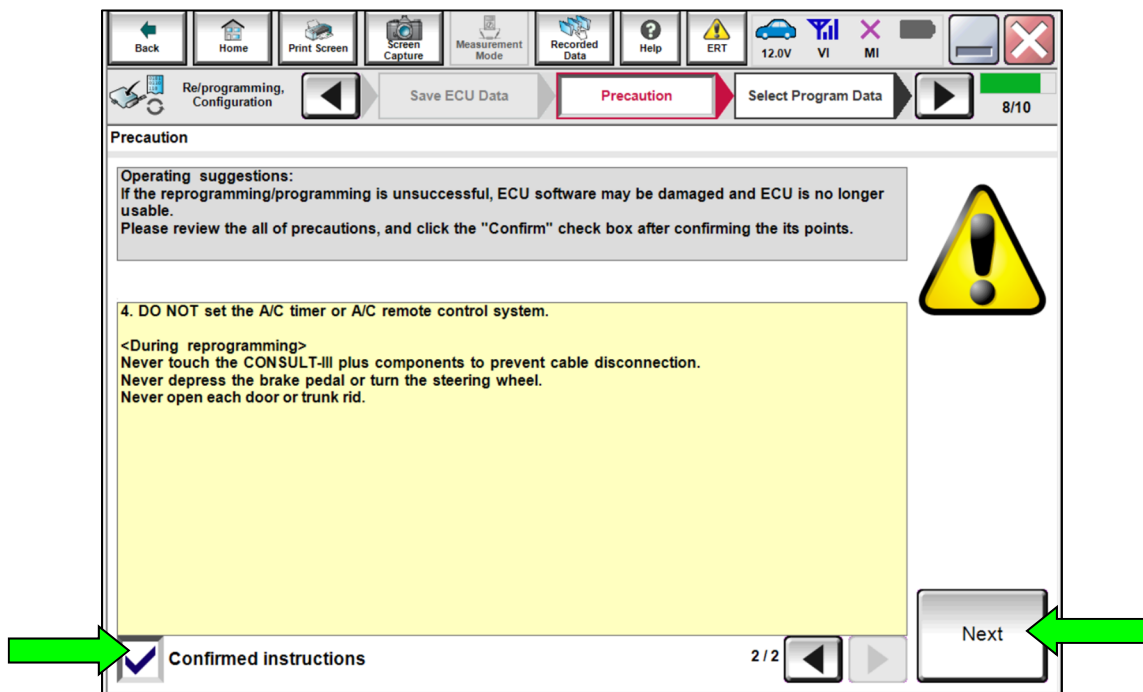 Back
Home
Print Screen
Screen
Capture
Measurement
Mode
Recorded
Data
Help
ERT
12.0V
VI
MI
Re/programming,
Configuration
Save ECU Data
Precaution
Select Program Data
8/10
Precaution
Operating suggestions:
If the reprogramming/programming is unsuccessful, ECU software may be damaged and ECU is no longer
usable.
Please review the all of precautions, and click the "Confirm" check box after confirming the its points.
4. DO NOT set the A/C timer or A/C remote control system.
<During reprogramming>
Never touch the CONSULT-III plus components to prevent cable disconnection.
Never depress the brake pedal or turn the steering wheel.
Never open each door or trunk rid.
Confirmed instructions
2/2
Next